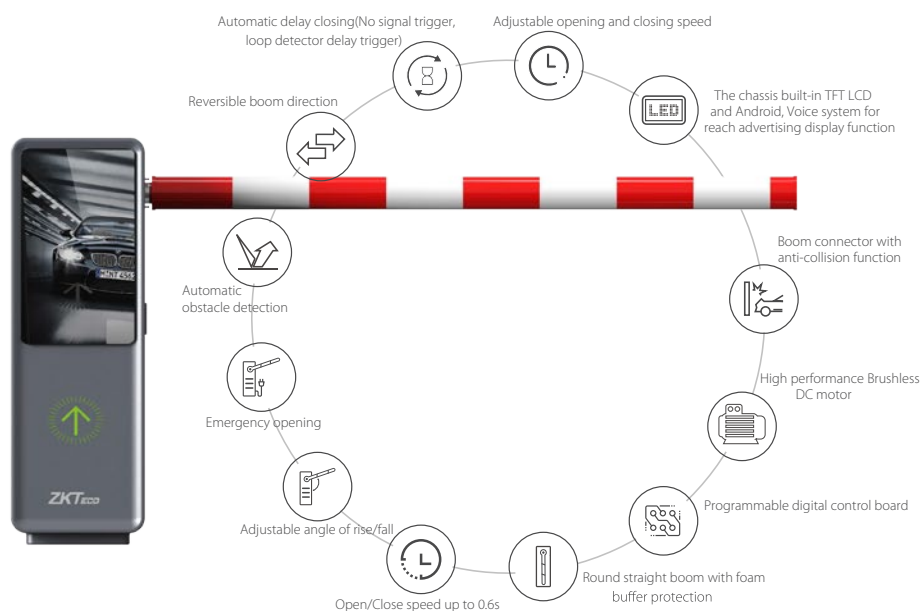 Automatic delay closing(No signal trigger,
loop detector delay trigger)
Adjustable opening and closing speed
Reversible boom direction
LED
The chassis built-in TFT LCD
and Android, Voice system for
reach advertising display function
Boom connector with
anti-collision function
Automatic
obstacle detection
High performance Brushless
DC motor
Emergency opening
ZKTECO
Programmable digital control board
Adjustable angle of rise/fall
Round straight boom with foam
buffer protection
Open/Close speed up to 0.6s